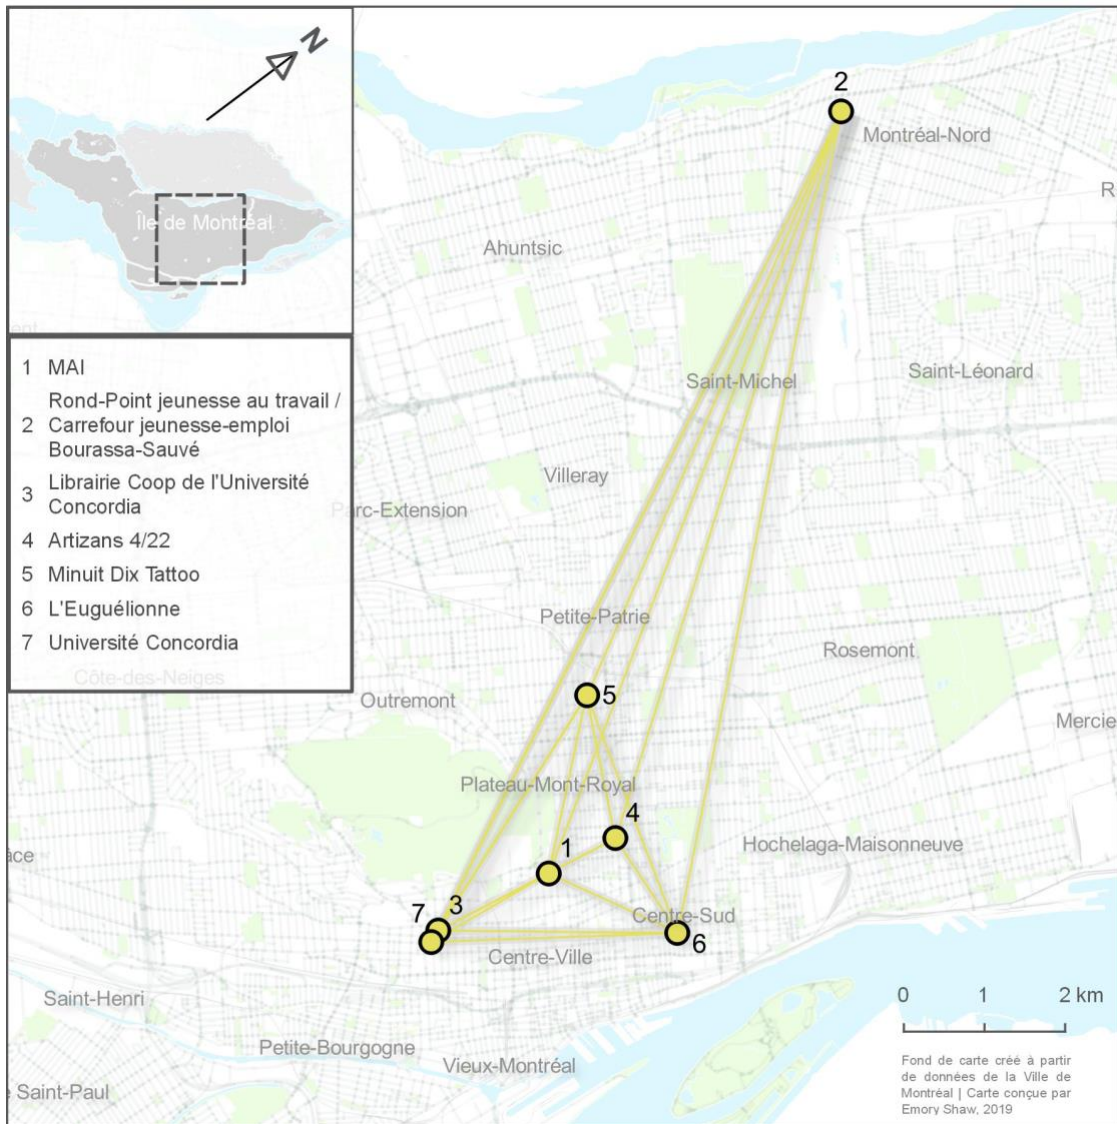 N
Île de Montréal
ent
1 MAI
Rond-Point jeunesse au travail /
2 Carrefour jeunesse-emploi
Bourassa-Sauvé
3 Librairie Coop de l'Université
Concordia
4 Artizans 4/22
5 Minuit Dix Tattoo
6 L'Euguélionne
7 Université Concordia
2
Montréal-Nord
R
Ahuntsic
Saint-Michel
Saint-Léonard
Villeray
Parc-Extension
Petite-Patrie
Rosemont
Côte-des-Neiges
Outremont
5
Mercie
Plateau-Mont-Royal
4
Hochelaga-Maisonneuve
1
âce
7 3
Centre-Sud
6
Centre-Ville
Saint-Henri
0 1 2 km
Petite-Bourgogne
Vieux-Montréal
e Saint-Paul
Fond de carte créé à partir
de données de la Ville de
Montréal | Carte conçue par
Emory Shaw, 2019